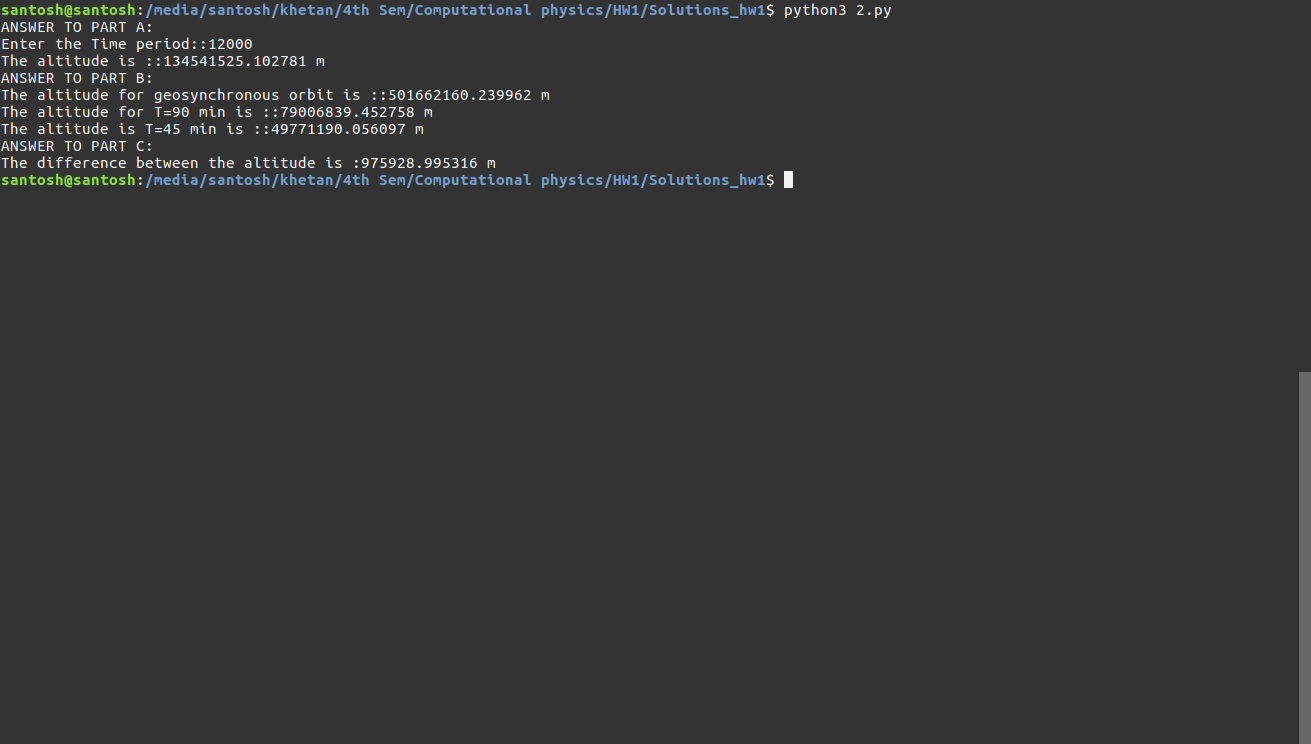 santosh@santosh:/media/santosh/khetan/4th Sem/Computational physics/HW1/Solutions_hw1$ python3 2.py
ANSWER TO PART A:
Enter the Time period::12000
The altitude is ::134541525.102781 m
ANSWER TO PART B:
The altitude for geosynchronous orbit is ::501662160.239962 m
The altitude for T=90 min is ::79006839.452758 m
The altitude is T=45 min is ::49771190.056097 m
ANSWER TO PART C:
The difference between the altitude is :975928.995316 m
santosh@santosh:/media/santosh/khetan/4th Sem/Computational physics/HW1/Solutions_hw1$